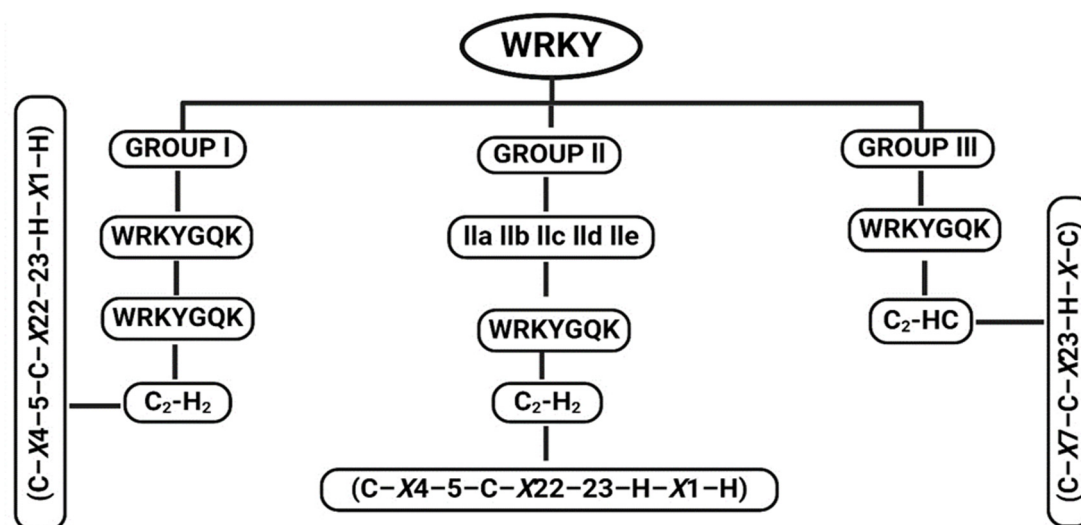 WRKY
GROUP I
WRKYGQK
WRKYGQK
C₂-H₂
(C–X4–5–C–X22–23–H–X1–H)
GROUP II
IIa IIb IIc IId IIe
WRKYGQK
C₂-H₂
(C–X4–5–C–X22–23–H–X1–H)
GROUP III
WRKYGQK
C₂-HC
(C–X7–C–X23–H–X–C)